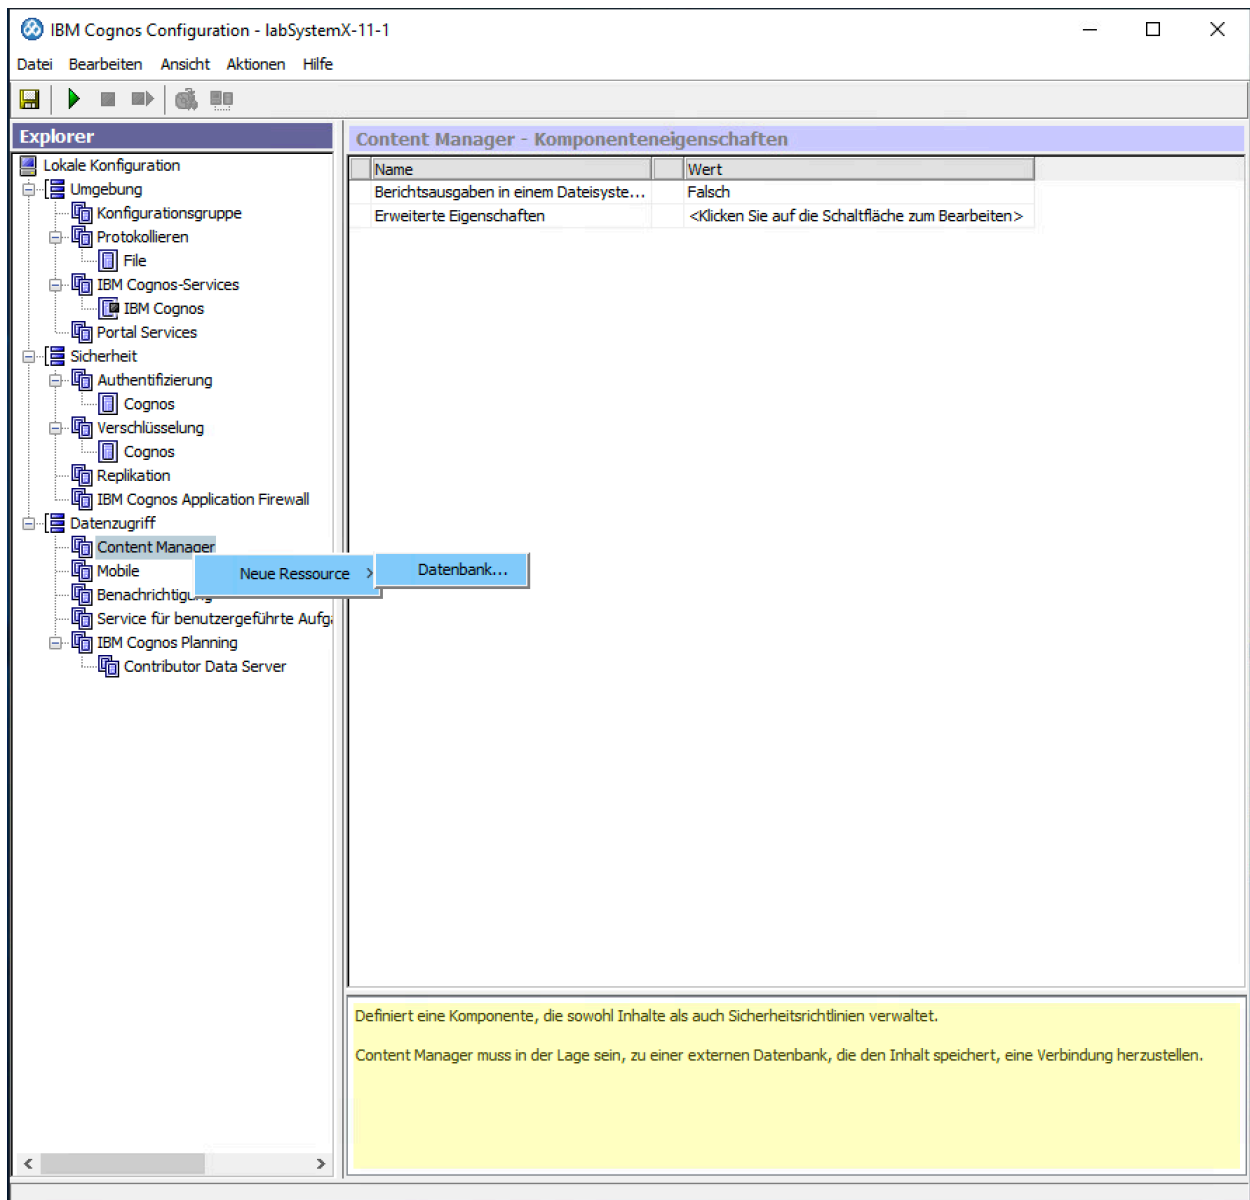 IBM Cognos Configuration - labSystemX-11-1
Datei Bearbeiten Ansicht Aktionen Hilfe
Explorer
Lokale Konfiguration
Umgebung
Konfigurationsgruppe
Protokollieren
File
IBM Cognos-Services
IBM Cognos
Portal Services
Sicherheit
Authentifizierung
Cognos
Verschlüsselung
Cognos
Replikation
IBM Cognos Application Firewall
Datenzugriff
Content Manager
Mobile
Benachrichtigung
Service für benutzergeführte Aufga
IBM Cognos Planning
Contributor Data Server
Neue Ressource
Datenbank...
Content Manager - Komponenteneigenschaften
Name Wert
Berichtsausgaben in einem Dateisyste... Falsch
Erweiterte Eigenschaften <Klicken Sie auf die Schaltfläche zum Bearbeiten>
Definiert eine Komponente, die sowohl Inhalte als auch Sicherheitsrichtlinien verwaltet.
Content Manager muss in der Lage sein, zu einer externen Datenbank, die den Inhalt speichert, eine Verbindung herzustellen.